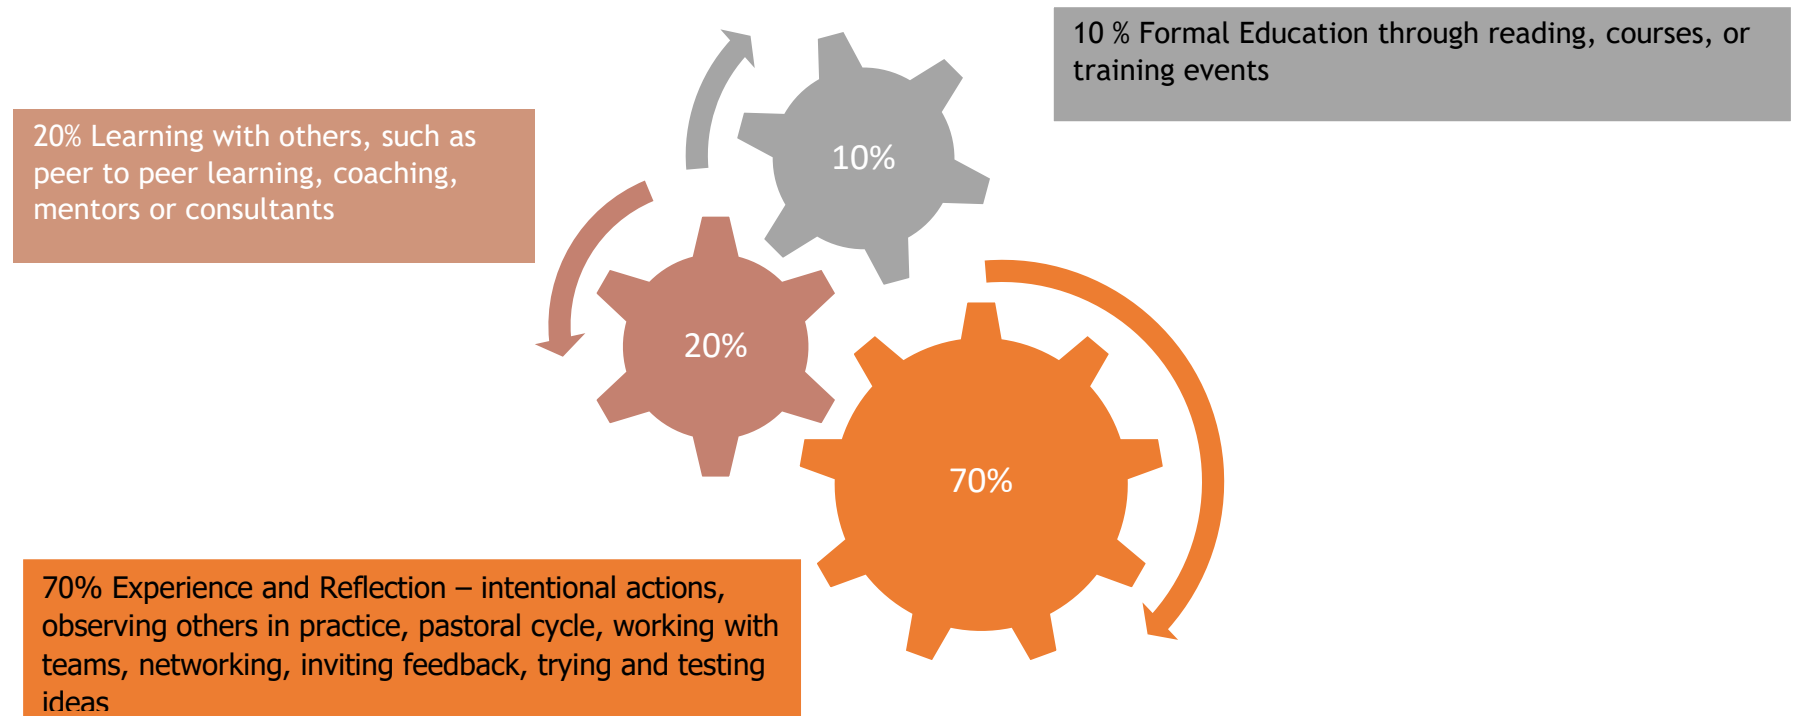 10 % Formal Education through reading, courses, or
training events
20% Learning with others, such as
peer to peer learning, coaching,
mentors or consultants
10%
20%
70%
70% Experience and Reflection – intentional actions,
observing others in practice, pastoral cycle, working with
teams, networking, inviting feedback, trying and testing
ideas